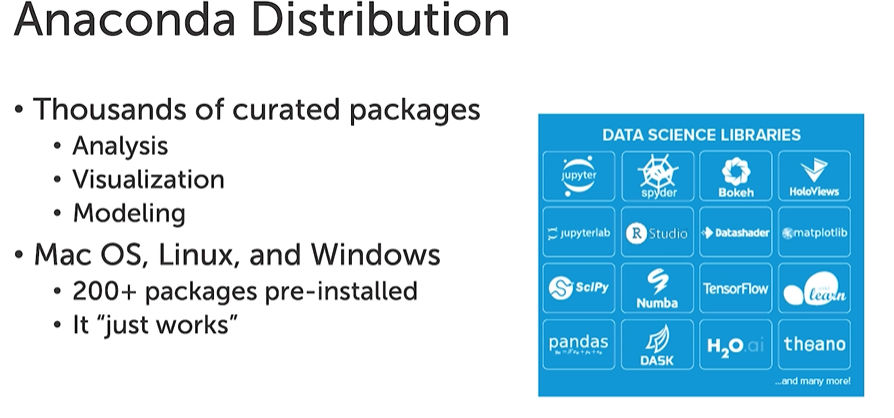 Anaconda Distribution
• Thousands of curated packages
• Analysis
• Visualization
• Modeling
• Mac OS, Linux, and Windows
• 200+ packages pre-installed
• It “just works”
DATA SCIENCE LIBRARIES
jupyter
spyder
Bokeh
HoloViews
jupyterlab
R Studio
Datashader
matplotlib
SciPy
Numba
TensorFlow
learn
pandas
DASK
H₂O.ai
theano
...and many more!